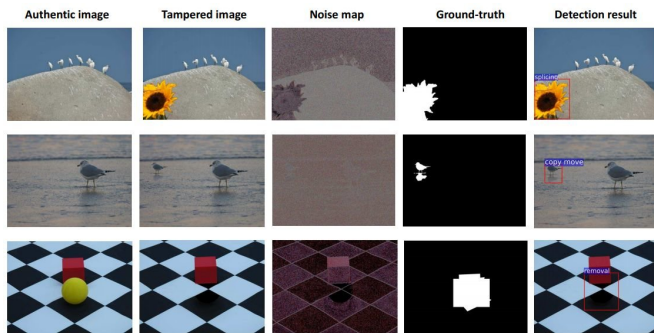 Authentic image Tampered image Noise map Ground-truth Detection result
splicing
copy move
removal